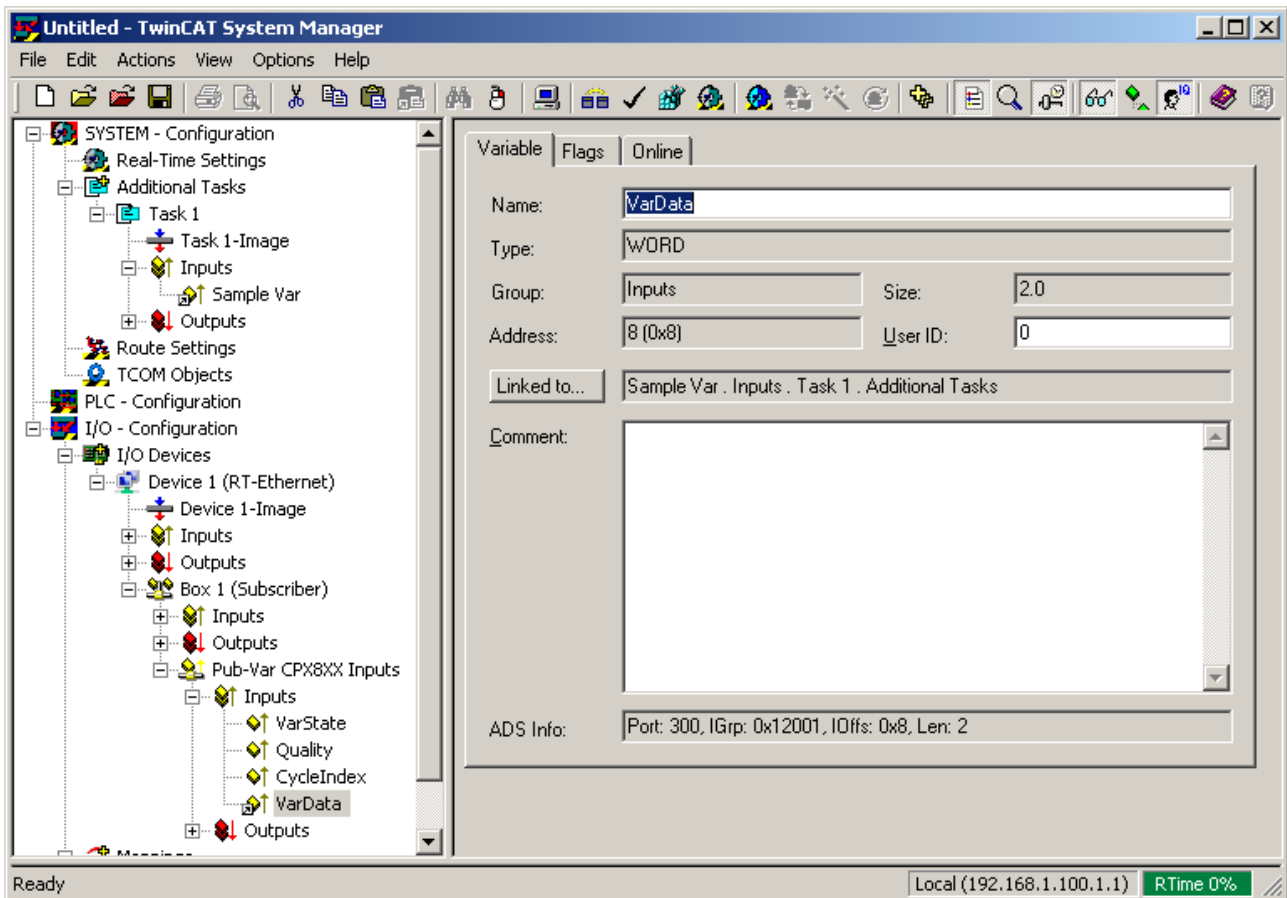 Untitled - TwinCAT System Manager
File Edit Actions View Options Help
SYSTEM - Configuration
Real-Time Settings
Additional Tasks
Task 1
Task 1-Image
Inputs
Sample Var
Outputs
Route Settings
TCOM Objects
PLC - Configuration
I/O - Configuration
I/O Devices
Device 1 (RT-Ethernet)
Device 1-Image
Inputs
Outputs
Box 1 (Subscriber)
Inputs
Outputs
Pub-Var CPX8XX Inputs
Inputs
VarState
Quality
CycleIndex
VarData
Outputs
Mappings
Variable Flags Online
Name: VarData
Type: WORD
Group: Inputs Size: 2.0
Address: 8 (0x8) User ID: 0
Linked to... Sample Var . Inputs . Task 1 . Additional Tasks
Comment:
ADS Info: Port: 300, IGrp: 0x12001, IOffs: 0x8, Len: 2
Ready Local (192.168.1.100.1.1) RTime 0%